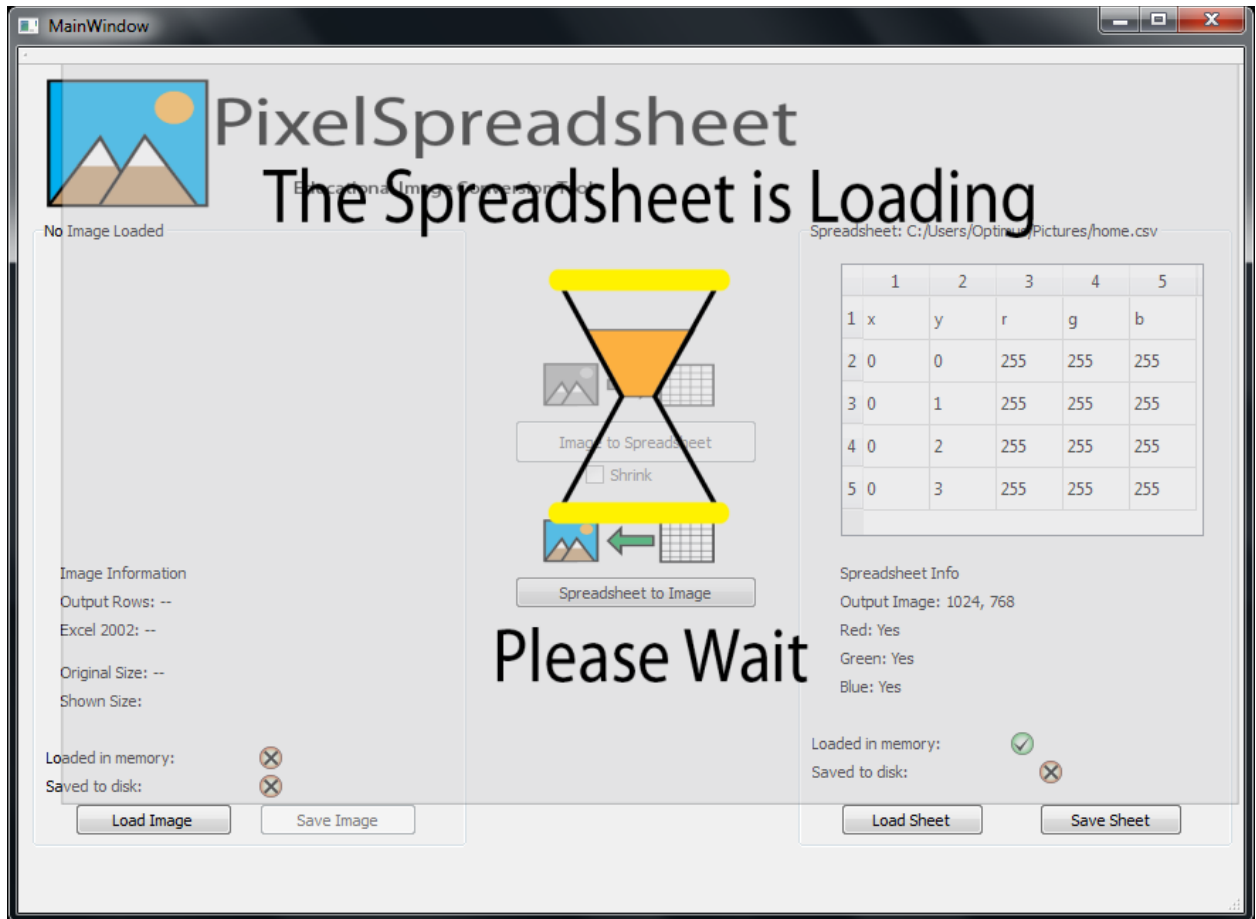 MainWindow
PixelSpreadsheet
Educational Image Conversion Tool
The Spreadsheet is Loading
No Image Loaded
Spreadsheet: C:/Users/Optimus/Pictures/home.csv
1 2 3 4 5
1 x y r g b
2 0 0 255 255 255
3 0 1 255 255 255
4 0 2 255 255 255
5 0 3 255 255 255
Image to Spreadsheet
Shrink
Spreadsheet to Image
Please Wait
Image Information
Output Rows: --
Excel 2002: --
Original Size: --
Shown Size:
Loaded in memory:
Saved to disk:
Load Image
Save Image
Spreadsheet Info
Output Image: 1024, 768
Red: Yes
Green: Yes
Blue: Yes
Loaded in memory:
Saved to disk:
Load Sheet
Save Sheet